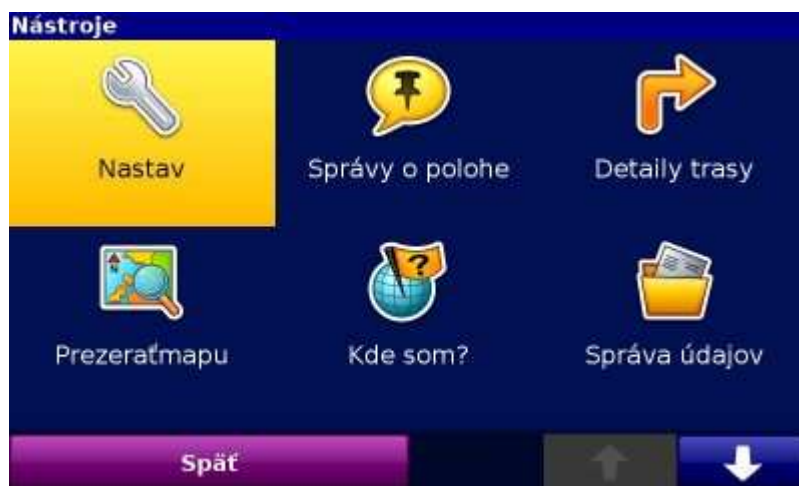 Nástroje
Nastav
Správy o polohe
Detaily trasy
N
Prezeraťmapu
?
Kde som?
Správa údajov
Späť